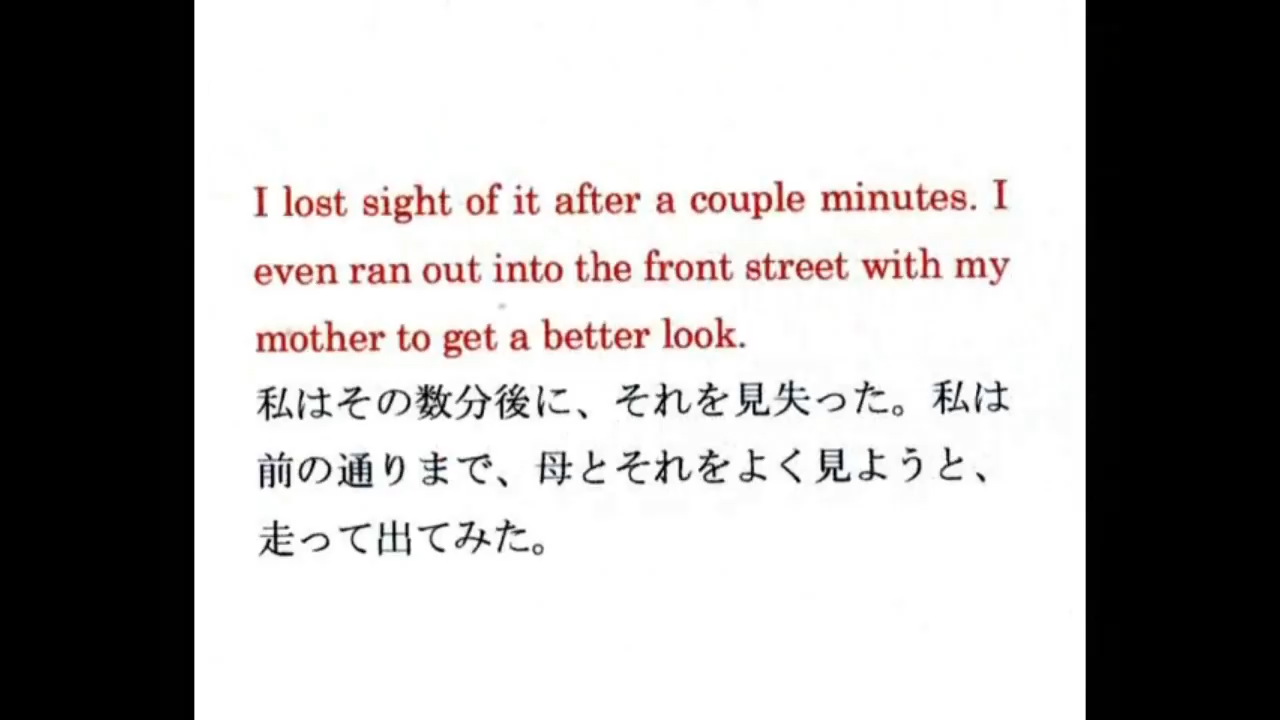 I lost sight of it after a couple minutes. I
even ran out into the front street with my
mother to get a better look.
私はその数分後に、それを見失った。私は
前の通りまで、母とそれをよく見ようと、
走って出てみた。